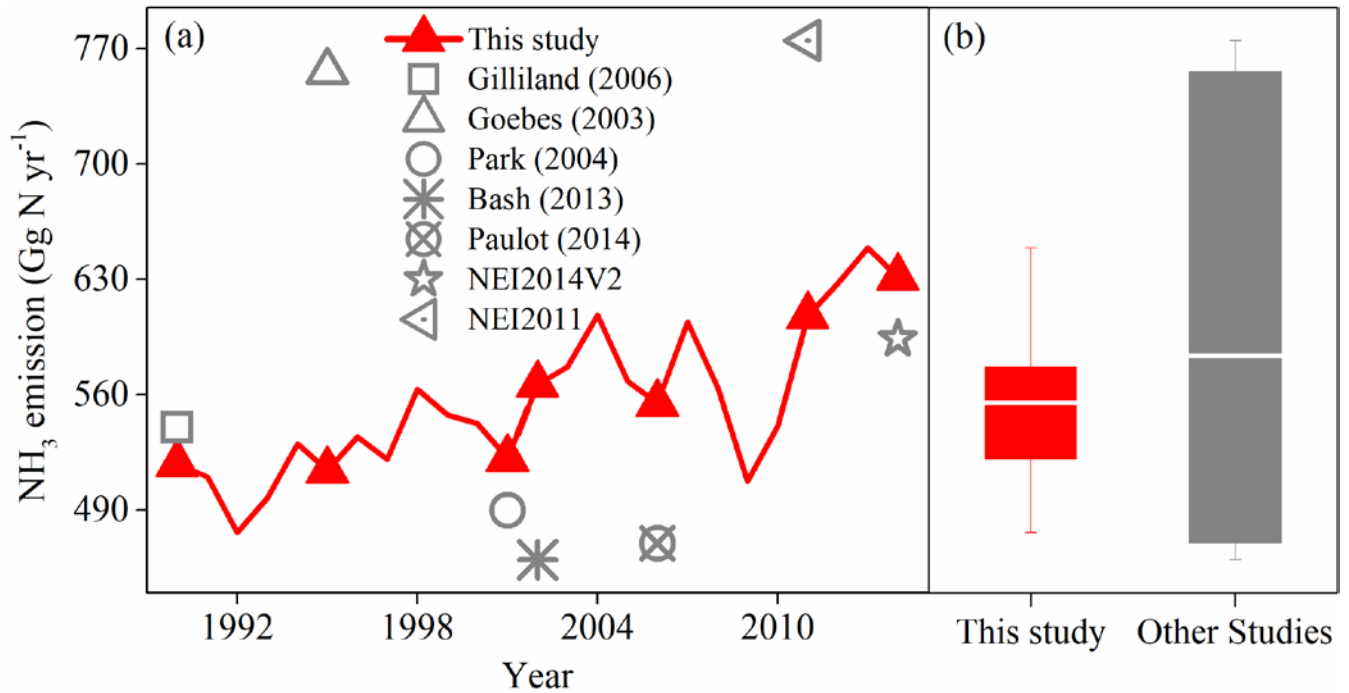 (a)
This study
Gilliland (2006)
Goebes (2003)
Park (2004)
Bash (2013)
Paulot (2014)
NEI2014V2
NEI2011
770
700
630
560
490
NH₃ emission (Gg N yr⁻¹)
1992 1998 2004 2010
Year
(b)
This study Other Studies